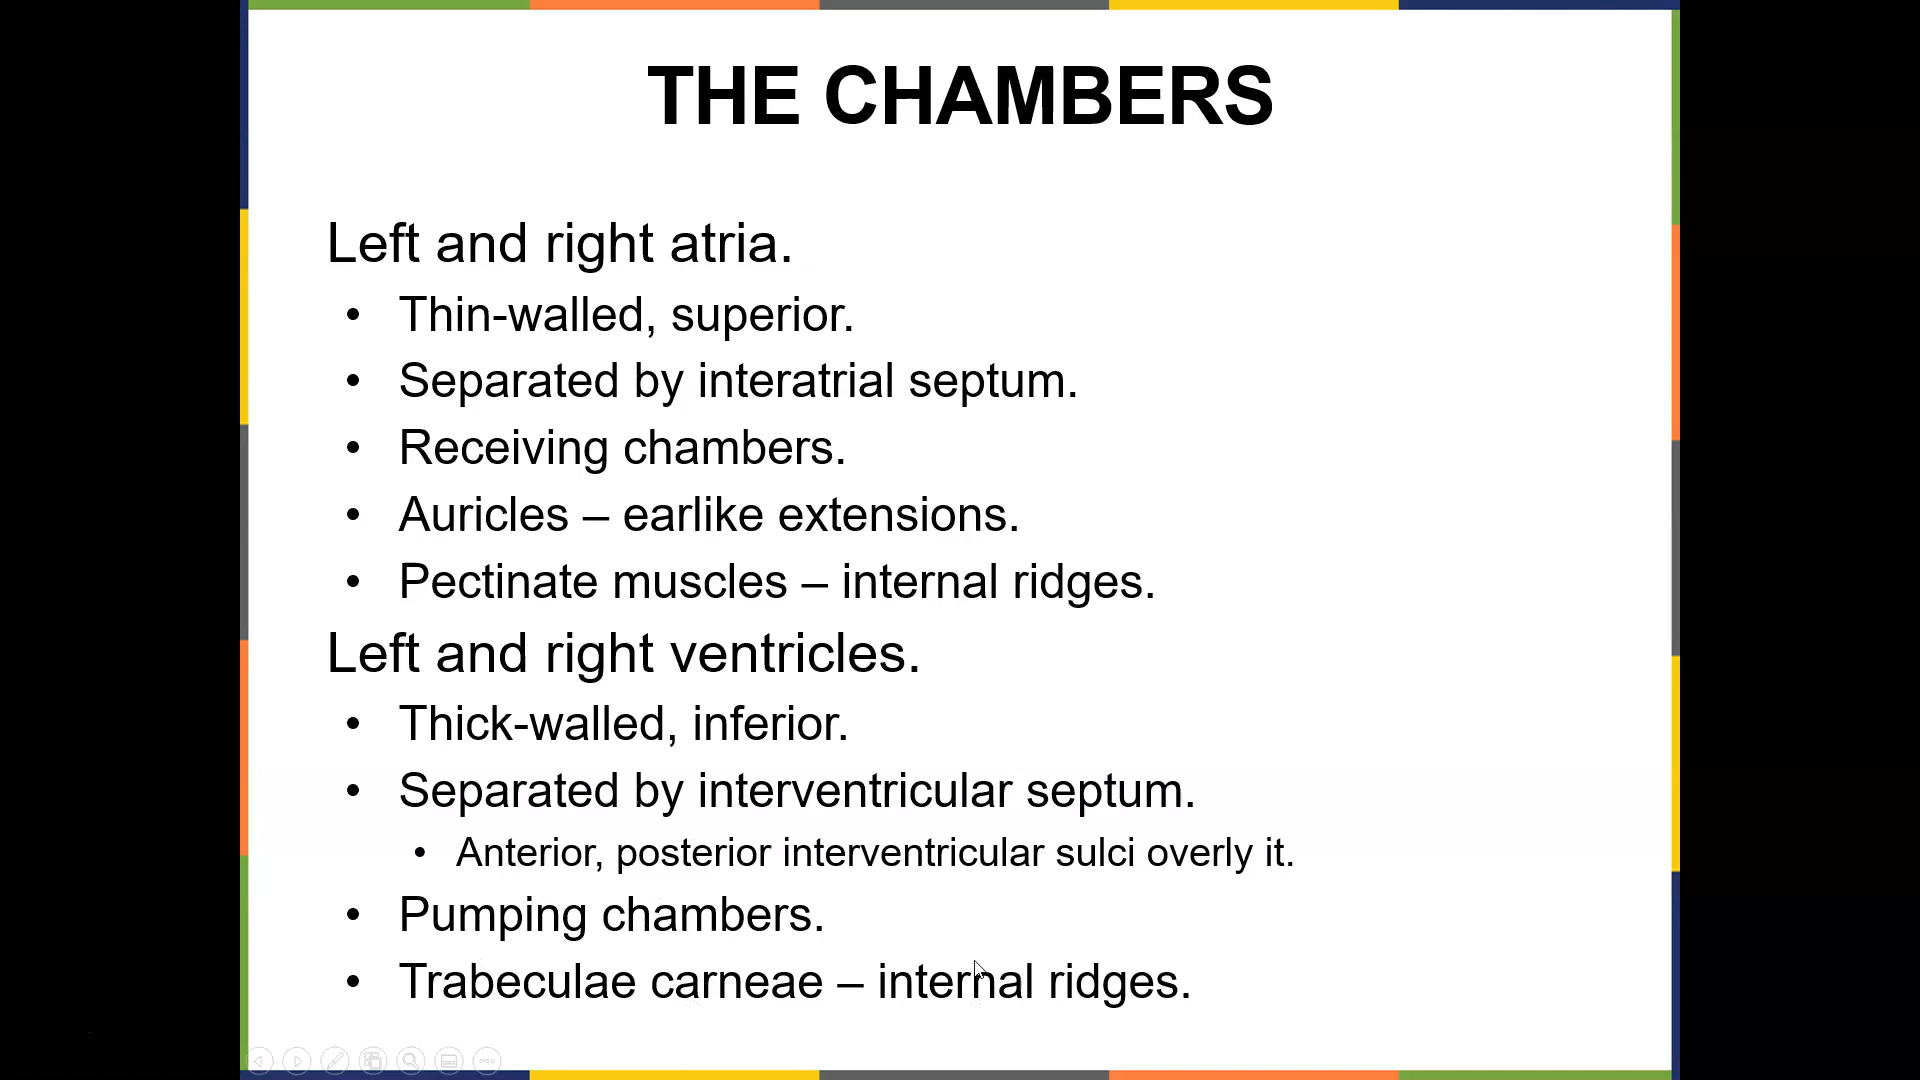 THE CHAMBERS
Left and right atria.
• Thin-walled, superior.
• Separated by interatrial septum.
• Receiving chambers.
• Auricles – earlike extensions.
• Pectinate muscles – internal ridges.
Left and right ventricles.
• Thick-walled, inferior.
• Separated by interventricular septum.
• Anterior, posterior interventricular sulci overly it.
• Pumping chambers.
• Trabeculae carneae – internal ridges.